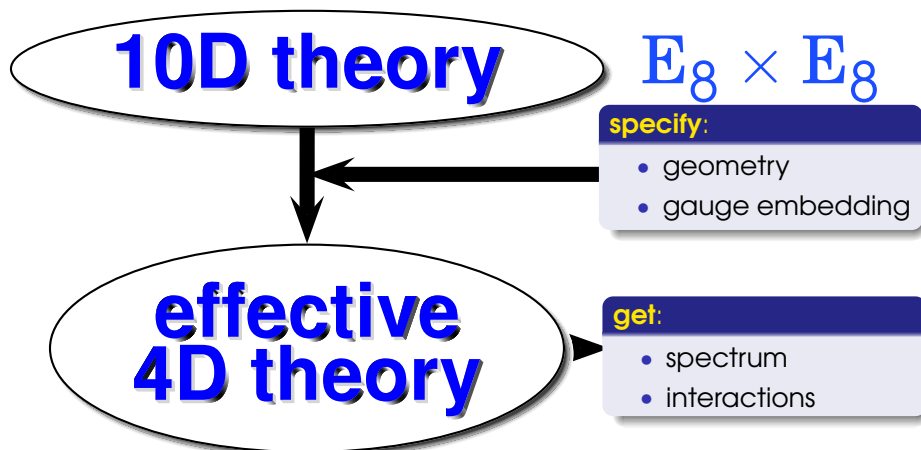 10D theory
E₈ × E₈
specify:
• geometry
• gauge embedding
effective
4D theory
get:
• spectrum
• interactions